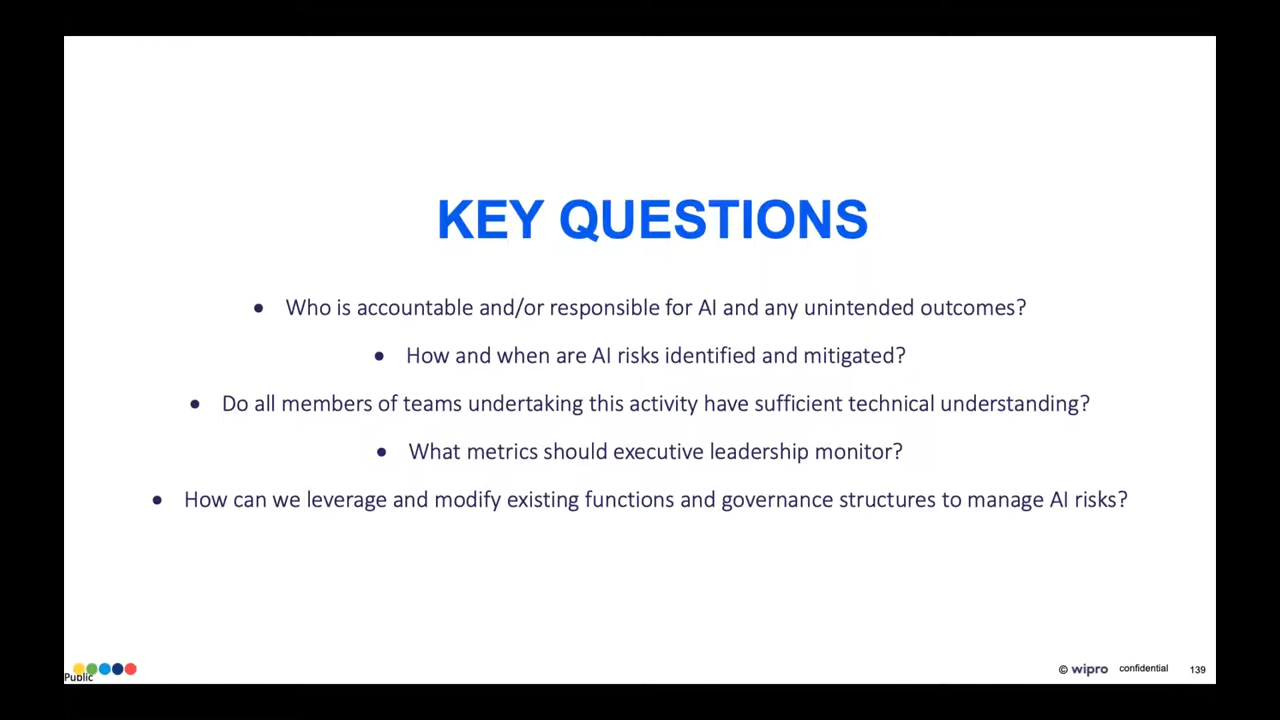 KEY QUESTIONS
• Who is accountable and/or responsible for AI and any unintended outcomes?
• How and when are AI risks identified and mitigated?
• Do all members of teams undertaking this activity have sufficient technical understanding?
• What metrics should executive leadership monitor?
• How can we leverage and modify existing functions and governance structures to manage AI risks?
Public
© wipro confidential 139